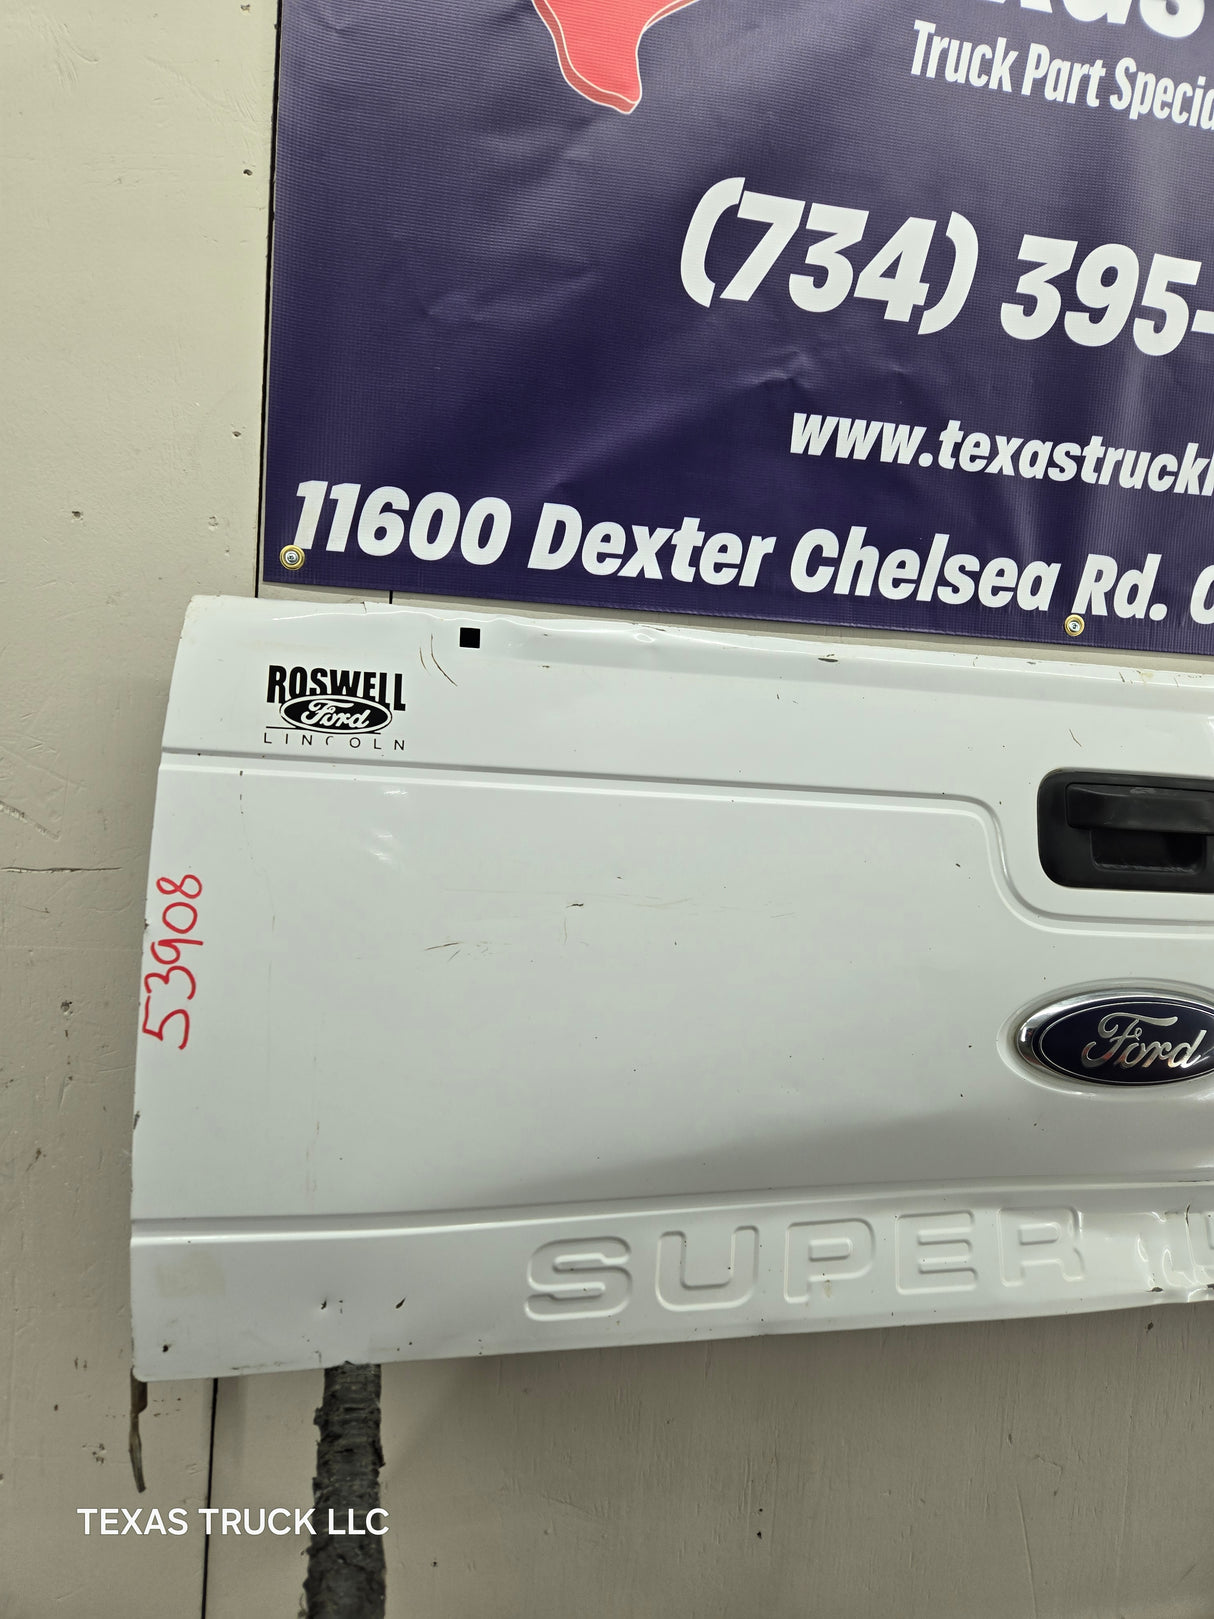 Truck Part Specia
(734) 395-
www.texastruck
11600 Dexter Chelsea Rd.
ROSWELL
Ford
LINCOLN
53908
Ford
SUPER
TEXAS TRUCK LLC